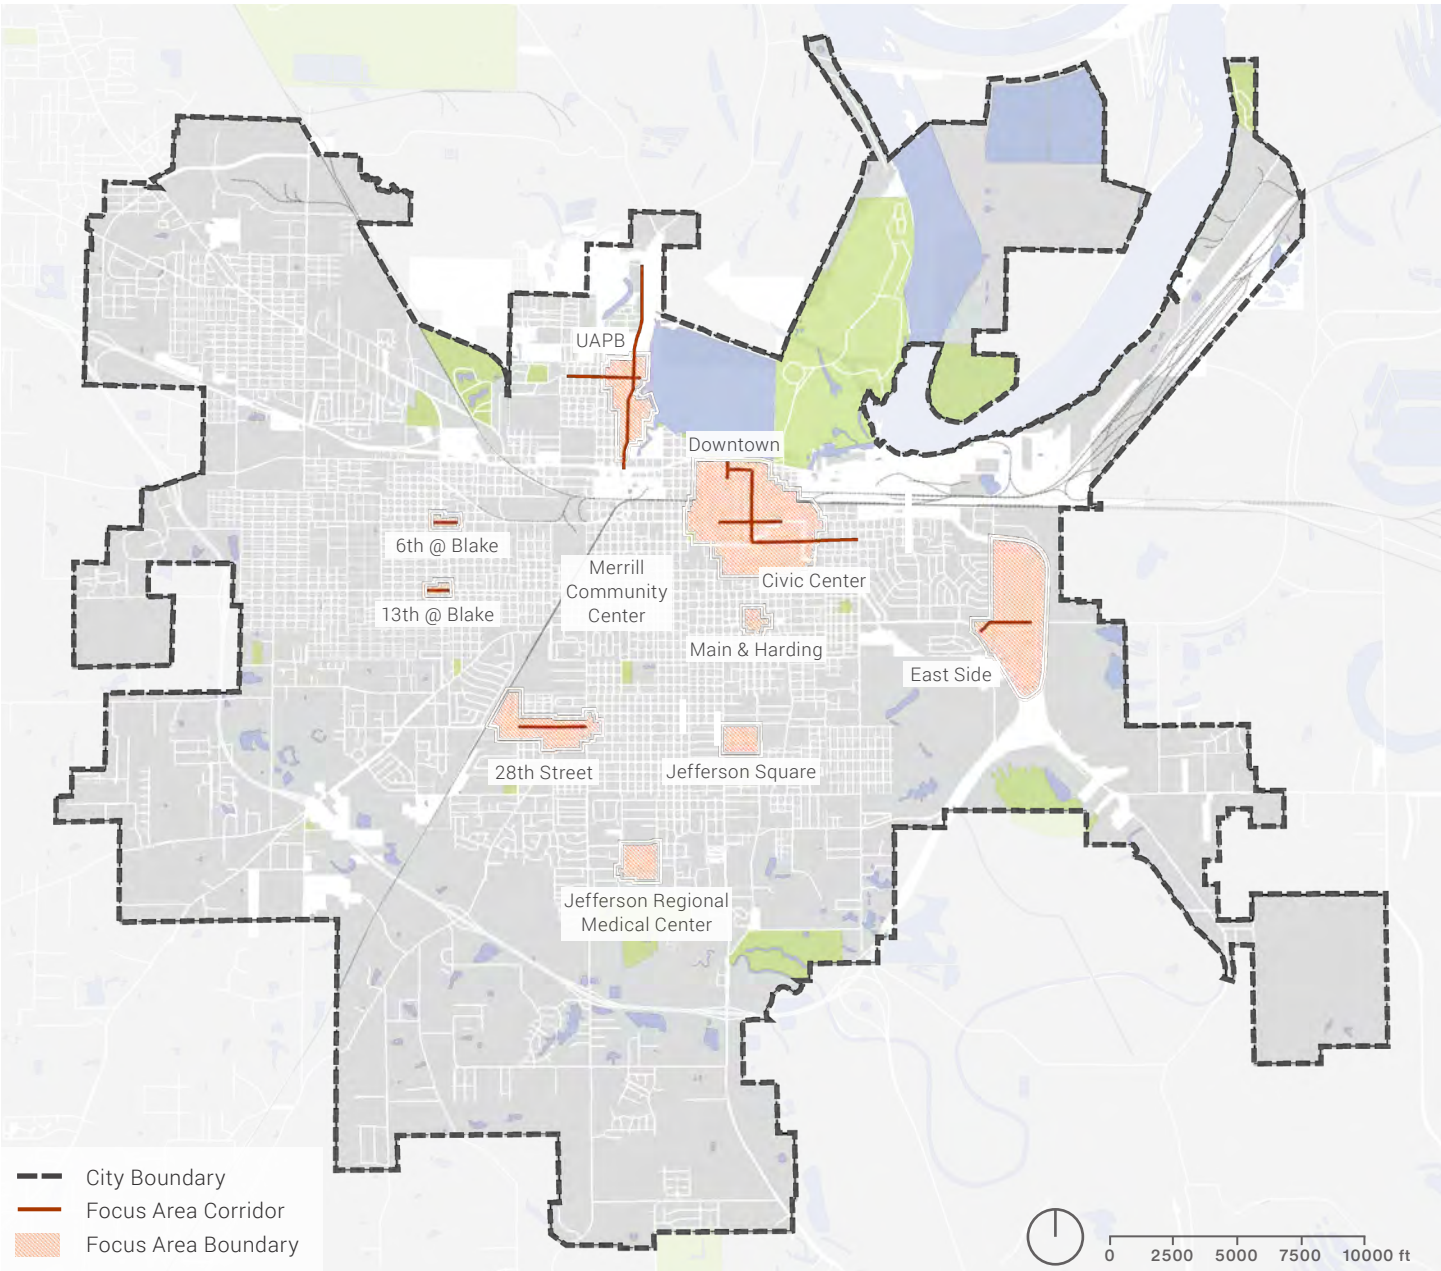 UAPB
Downtown
6th @ Blake
Merrill
Community
Center
Civic Center
13th @ Blake
Main & Harding
East Side
28th Street
Jefferson Square
Jefferson Regional
Medical Center
City Boundary
Focus Area Corridor
Focus Area Boundary
0 2500 5000 7500 10000 ft